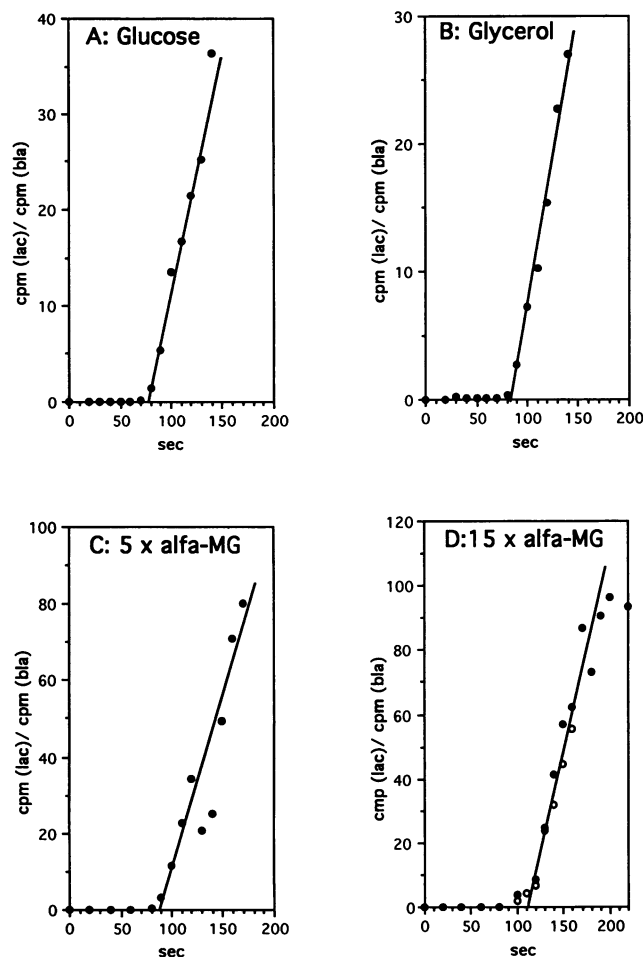 A: Glucose
cpm (lac)/ cpm (bla)
40
30
20
10
0
0 50 100 150 200
sec
B: Glycerol
cpm (lac)/ cpm (bla)
30
20
10
0
0 50 100 150 200
sec
C: 5 x alfa-MG
cpm (lac)/ cpm (bla)
100
80
60
40
20
0
0 50 100 150 200
sec
D:15 x alfa-MG
cmp (lac)/ cpm (bla)
120
100
80
60
40
20
0
0 50 100 150 200
sec